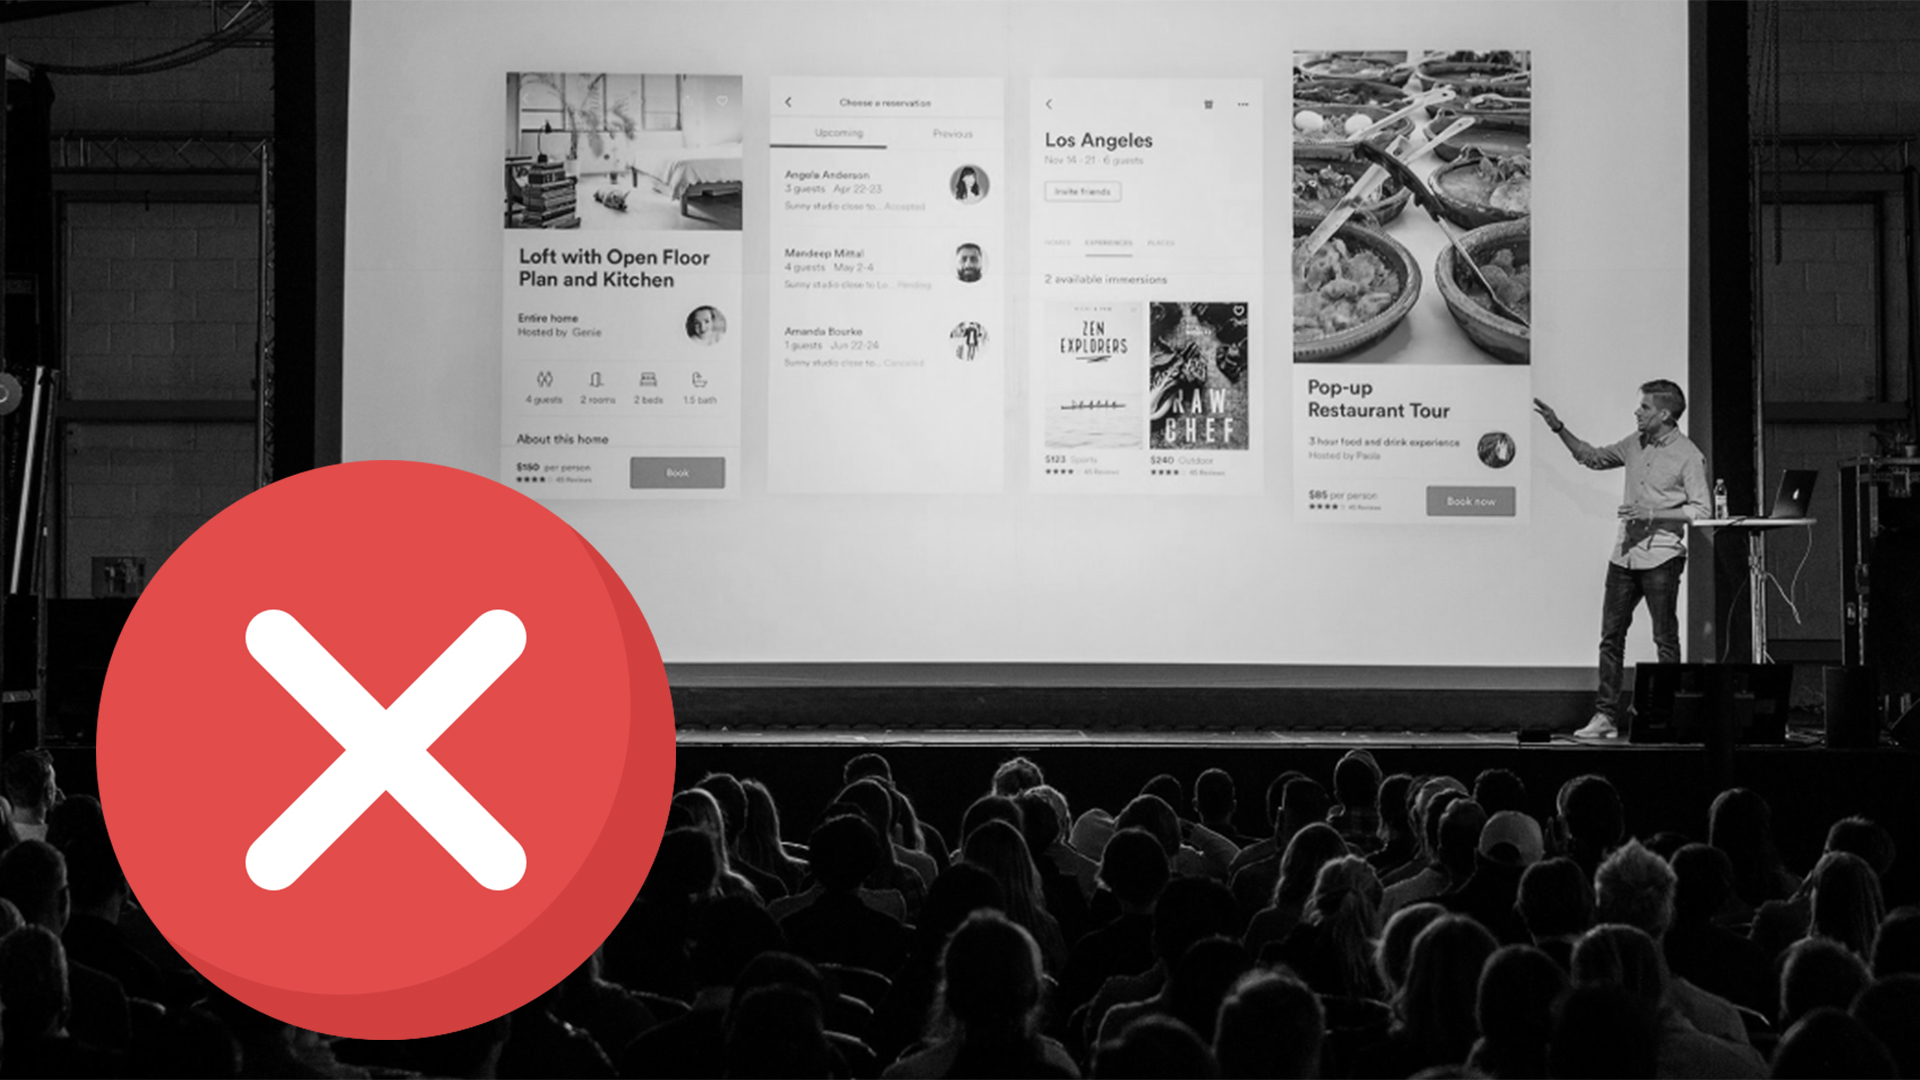 Loft with Open Floor
Plan and Kitchen
Entire home
Hosted by Genie
4 guests
2 rooms
2 beds
1.5 bath
About this home
$150 per person
45 Reviews
Book
Choose a reservation
Upcoming
Previous
Angela Anderson
3 guests Apr 22-23
Sunny studio close to... Accepted
Mandeep Mittal
4 guests May 2-4
Sunny studio close to Lo... Pending
Amanda Bourke
1 guests Jun 22-24
Sunny studio close to... Canceled
Los Angeles
Nov 14 - 21 · 6 guests
Invite friends
HOMES
EXPERIENCES
PLACES
2 available immersions
ZEN
EXPLORERS
$123 Sports
45 Reviews
RAW
CHEF
$240 Outdoor
45 Reviews
Pop-up
Restaurant Tour
3 hour food and drink experience
Hosted by Paola
$85 per person
45 Reviews
Book now